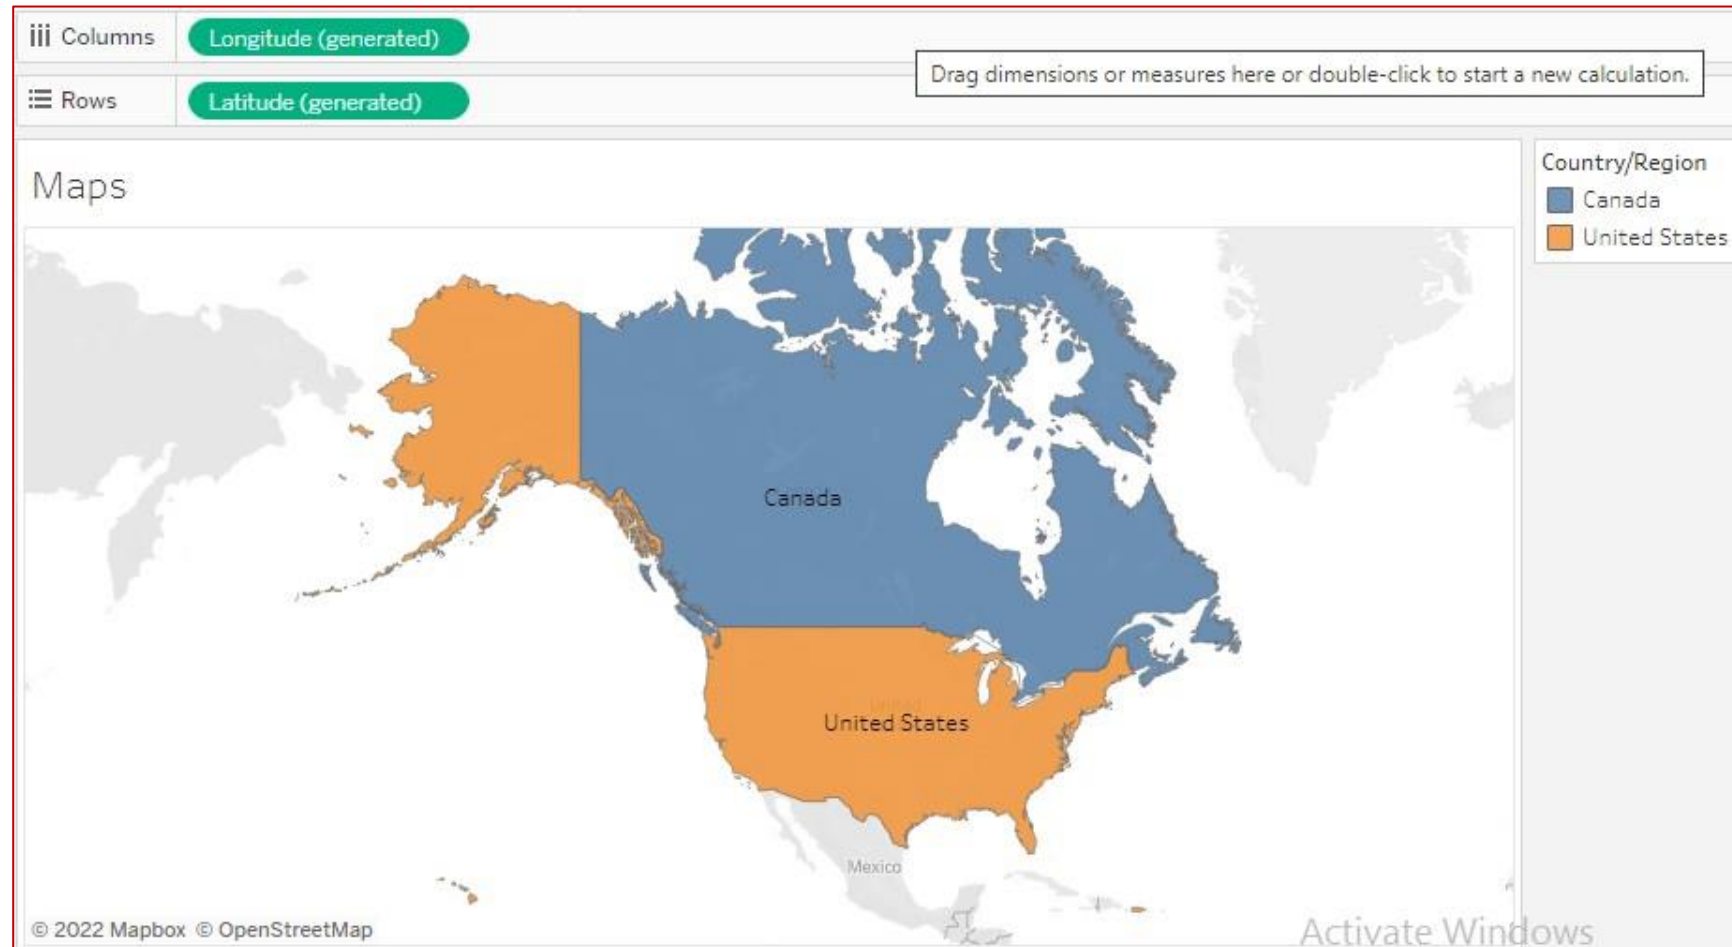 Columns
Longitude (generated)
Drag dimensions or measures here or double-click to start a new calculation.
Rows
Latitude (generated)
Maps
Country/Region
Canada
United States
Canada
United
United States
Mexico
© 2022 Mapbox © OpenStreetMap
Activate Windows